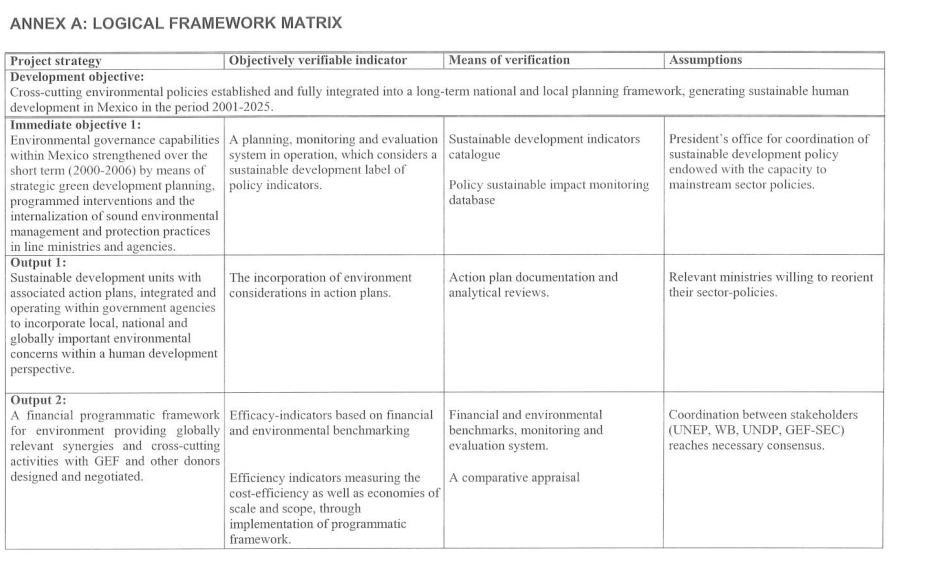 ANNEX A: LOGICAL FRAMEWORK MATRIX
Project strategy
Objectively verifiable indicator
Means of verification
Assumptions
Development objective:
Cross-cutting environmental policies established and fully integrated into a long-term national and local planning framework, generating sustainable human
development in Mexico in the period 2001-2025.
Immediate objective 1:
Environmental governance capabilities
within Mexico strengthened over the
short term (2000-2006) by means of
strategic green development planning,
programmed interventions and the
internalization of sound environmental
management and protection practices
in line ministries and agencies.
A planning, monitoring and evaluation
system in operation, which considers a
sustainable development label of
policy indicators.
Sustainable development indicators
catalogue
Policy sustainable impact monitoring
database
President's office for coordination of
sustainable development policy
endowed with the capacity to
mainstream sector policies.
Output 1:
Sustainable development units with
associated action plans, integrated and
operating within government agencies
to incorporate local, national and
globally important environmental
concerns within a human development
perspective.
The incorporation of environment
considerations in action plans.
Action plan documentation and
analytical reviews.
Relevant ministries willing to reorient
their sector-policies.
Output 2:
A financial programmatic framework
for environment providing globally
relevant synergies and cross-cutting
activities with GEF and other donors
designed and negotiated.
Efficacy-indicators based on financial
and environmental benchmarking
Efficiency indicators measuring the
cost-efficiency as well as economies of
scale and scope, through
implementation of programmatic
framework.
Financial and environmental
benchmarks, monitoring and
evaluation system.
A comparative appraisal
Coordination between stakeholders
(UNEP, WB, UNDP, GEF-SEC)
reaches necessary consensus.